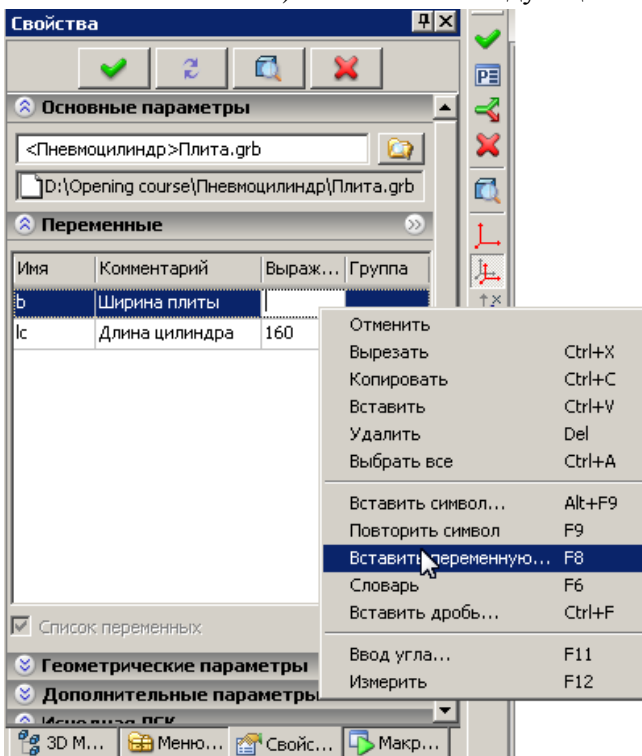 Свойства
Основные параметры
<Пневмоцилиндр>Плита.grb
D:\Opening course\Пневмоцилиндр\Плита.grb
Переменные
Имя Комментарий Выраж... Группа
b Ширина плиты
lc Длина цилиндра 160
Отменить
Вырезать Ctrl+X
Копировать Ctrl+C
Вставить Ctrl+V
Удалить Del
Выбрать все Ctrl+A
Вставить символ... Alt+F9
Повторить символ F9
Вставить переменную... F8
Словарь F6
Вставить дробь... Ctrl+F
Ввод угла... F11
Измерить F12
Список переменных
Геометрические параметры
Дополнительные параметры
Исходная ЛСК
3D М... Меню... Свойс... Макр...